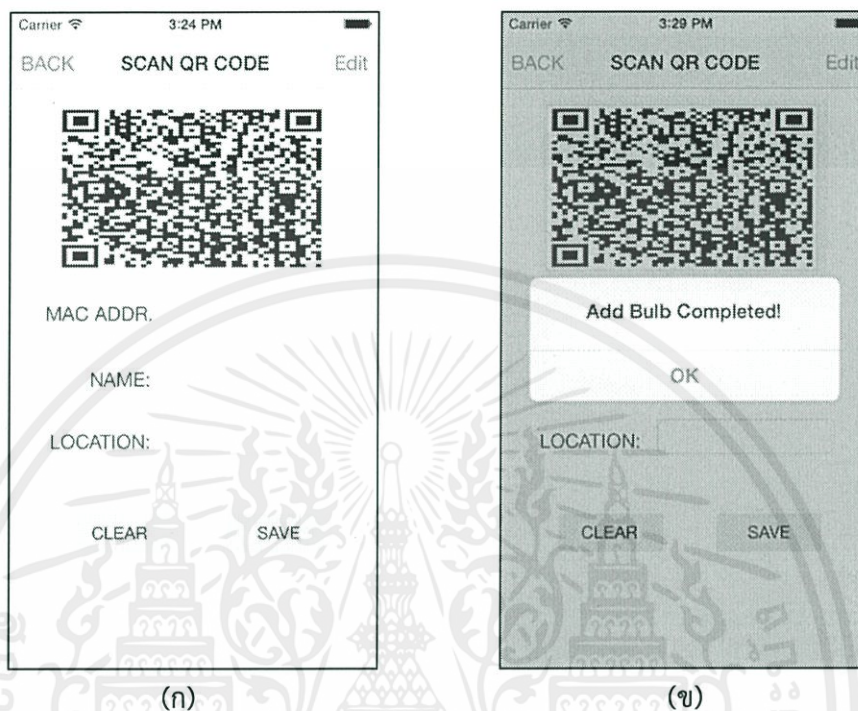 Carrier 3:24 PM
BACK SCAN QR CODE Edit
MAC ADDR.
NAME:
LOCATION:
CLEAR SAVE
(ก)
Carrier 3:29 PM
BACK SCAN QR CODE Edit
Add Bulb Completed!
OK
LOCATION:
CLEAR SAVE
(ข)